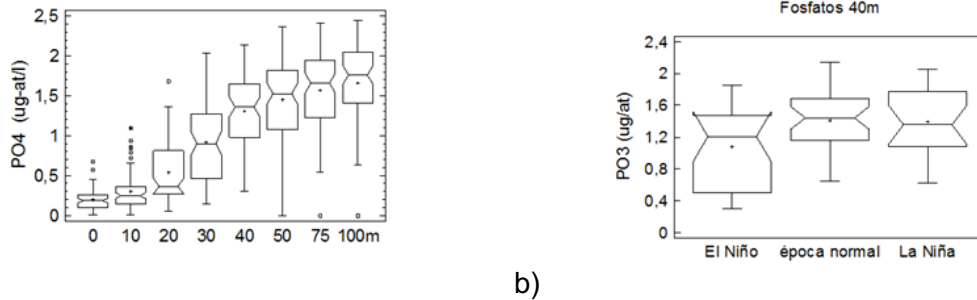 2,5
2
1,5
1
0,5
0
PO4 (ug-at/l)
0 10 20 30 40 50 75 100m
b)
Fosfatos 40m
2,4
2
1,6
1,2
0,8
0,4
0
PO3 (ug/at)
El Niño época normal La Niña